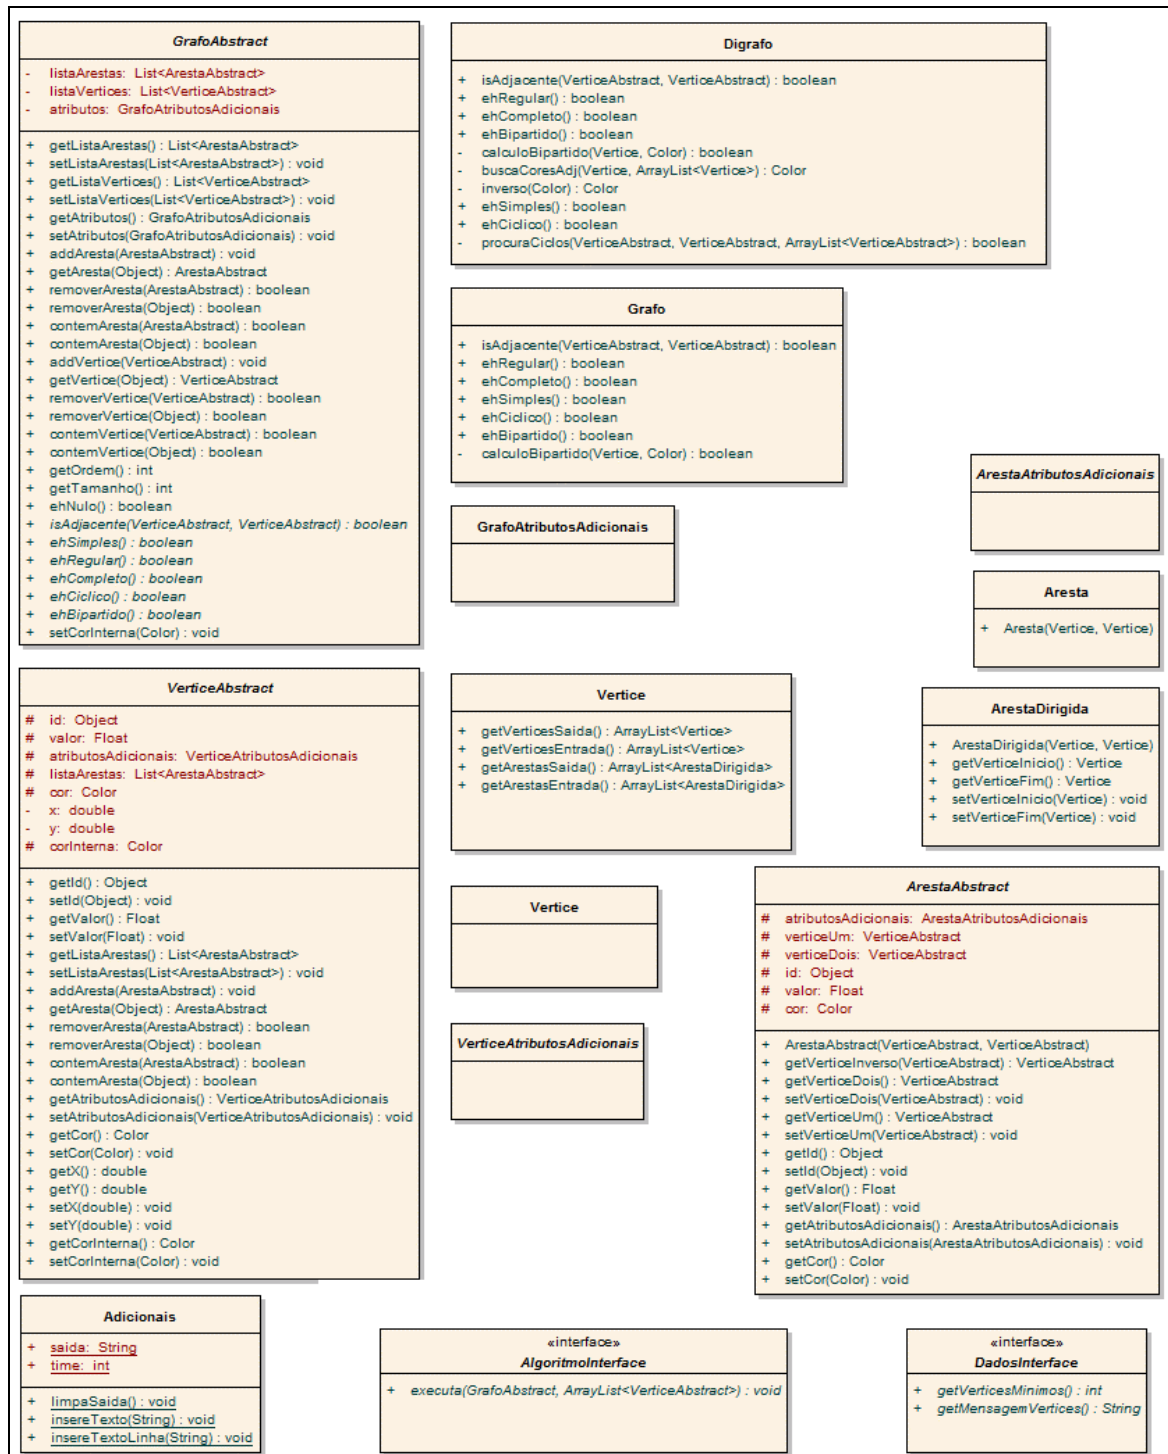 GrafoAbstract
- listaArestas: List<ArestaAbstract>
- listaVertices: List<VerticeAbstract>
- atributos: GrafoAtributosAdicionais
+ getListaArestas() : List<ArestaAbstract>
+ setListaArestas(List<ArestaAbstract>) : void
+ getListaVertices() : List<VerticeAbstract>
+ setListaVertices(List<VerticeAbstract>) : void
+ getAtributos() : GrafoAtributosAdicionais
+ setAtributos(GrafoAtributosAdicionais) : void
+ addAresta(ArestaAbstract) : void
+ getAresta(Object) : ArestaAbstract
+ removerAresta(ArestaAbstract) : boolean
+ removerAresta(Object) : boolean
+ contemAresta(ArestaAbstract) : boolean
+ contemAresta(Object) : boolean
+ addVertice(VerticeAbstract) : void
+ getVertice(Object) : VerticeAbstract
+ removerVertice(VerticeAbstract) : boolean
+ removerVertice(Object) : boolean
+ contemVertice(VerticeAbstract) : boolean
+ contemVertice(Object) : boolean
+ getOrdem() : int
+ getTamanho() : int
+ ehNulo() : boolean
+ isAdjacente(VerticeAbstract, VerticeAbstract) : boolean
+ ehSimples() : boolean
+ ehRegular() : boolean
+ ehCompleto() : boolean
+ ehCiclico() : boolean
+ ehBipartido() : boolean
+ setCorInterna(Color) : void
Digrafo
+ isAdjacente(VerticeAbstract, VerticeAbstract) : boolean
+ ehRegular() : boolean
+ ehCompleto() : boolean
+ ehBipartido() : boolean
- calculoBipartido(Vertice, Color) : boolean
- buscaCoresAdj(Vertice, ArrayList<Vertice>) : Color
- inverso(Color) : Color
+ ehSimples() : boolean
+ ehCiclico() : boolean
- procuraCiclos(VerticeAbstract, VerticeAbstract, ArrayList<VerticeAbstract>) : boolean
Grafo
+ isAdjacente(VerticeAbstract, VerticeAbstract) : boolean
+ ehRegular() : boolean
+ ehCompleto() : boolean
+ ehSimples() : boolean
+ ehCiclico() : boolean
+ ehBipartido() : boolean
- calculoBipartido(Vertice, Color) : boolean
ArestaAtributosAdicionais
GrafoAtributosAdicionais
Aresta
+ Aresta(Vertice, Vertice)
VerticeAbstract
# id: Object
# valor: Float
# atributosAdicionais: VerticeAtributosAdicionais
# listaArestas: List<ArestaAbstract>
# cor: Color
- x: double
- y: double
# corInterna: Color
+ getId() : Object
+ setId(Object) : void
+ getValor() : Float
+ setValor(Float) : void
+ getListaArestas() : List<ArestaAbstract>
+ setListaArestas(List<ArestaAbstract>) : void
+ addAresta(ArestaAbstract) : void
+ getAresta(Object) : ArestaAbstract
+ removerAresta(ArestaAbstract) : boolean
+ removerAresta(Object) : boolean
+ contemAresta(ArestaAbstract) : boolean
+ contemAresta(Object) : boolean
+ getAtributosAdicionais() : VerticeAtributosAdicionais
+ setAtributosAdicionais(VerticeAtributosAdicionais) : void
+ getCor() : Color
+ setCor(Color) : void
+ getX() : double
+ getY() : double
+ setX(double) : void
+ setY(double) : void
+ getCorInterna() : Color
+ setCorInterna(Color) : void
Vertice
+ getVerticesSaida() : ArrayList<Vertice>
+ getVerticesEntrada() : ArrayList<Vertice>
+ getArestasSaida() : ArrayList<ArestaDirigida>
+ getArestasEntrada() : ArrayList<ArestaDirigida>
ArestaDirigida
+ ArestaDirigida(Vertice, Vertice)
+ getVerticeInicio() : Vertice
+ getVerticeFim() : Vertice
+ setVerticeInicio(Vertice) : void
+ setVerticeFim(Vertice) : void
Vertice
VerticeAtributosAdicionais
ArestaAbstract
# atributosAdicionais: ArestaAtributosAdicionais
# verticeUm: VerticeAbstract
# verticeDois: VerticeAbstract
# id: Object
# valor: Float
# cor: Color
+ ArestaAbstract(VerticeAbstract, VerticeAbstract)
+ getVerticeInverso(VerticeAbstract) : VerticeAbstract
+ getVerticeDois() : VerticeAbstract
+ setVerticeDois(VerticeAbstract) : void
+ getVerticeUm() : VerticeAbstract
+ setVerticeUm(VerticeAbstract) : void
+ getId() : Object
+ setId(Object) : void
+ getValor() : Float
+ setValor(Float) : void
+ getAtributosAdicionais() : ArestaAtributosAdicionais
+ setAtributosAdicionais(ArestaAtributosAdicionais) : void
+ getCor() : Color
+ setCor(Color) : void
Adicionais
+ saida: String
+ time: int
+ limpaSaida() : void
+ insereTexto(String) : void
+ insereTextoLinha(String) : void
«interface»
AlgoritmoInterface
+ executa(GrafoAbstract, ArrayList<VerticeAbstract>) : void
«interface»
DadosInterface
+ getVerticesMinimos() : int
+ getMensagemVertices() : String